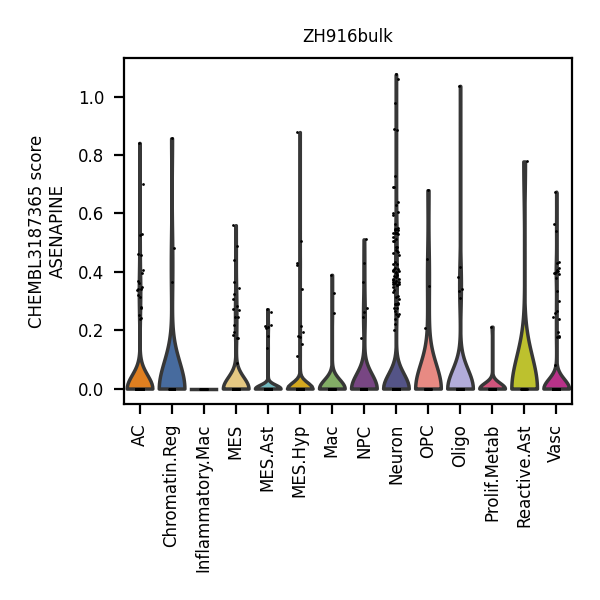 ZH916bulk
CHEMBL3187365 score
ASENAPINE
1.0
0.8
0.6
0.4
0.2
0.0
AC
Chromatin.Reg
Inflammatory.Mac
MES
MES.Ast
MES.Hyp
Mac
NPC
Neuron
OPC
Oligo
Prolif.Metab
Reactive.Ast
Vasc